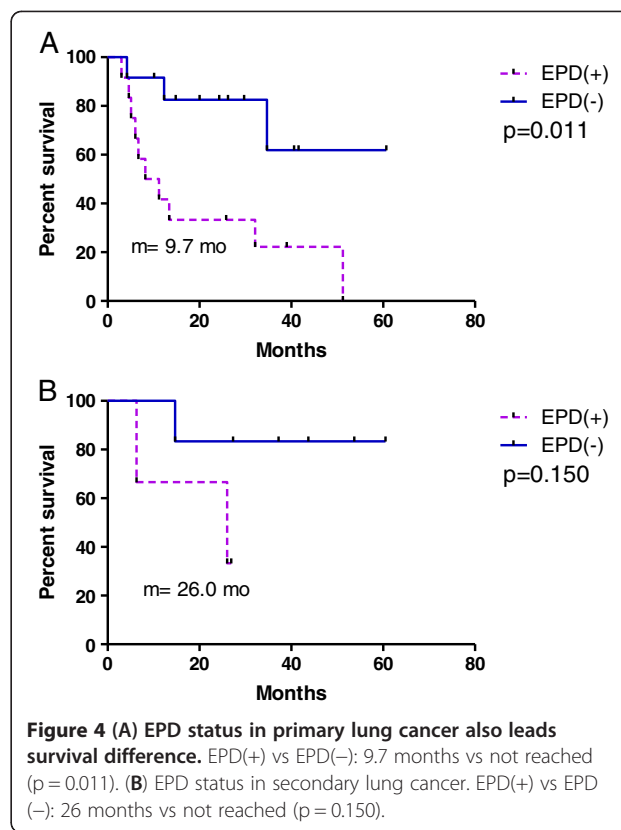 A
100
80
60
40
20
0
Percent survival
m= 9.7 mo
EPD(+)
EPD(-)
p=0.011
0 20 40 60 80
Months
B
100
80
60
40
20
0
Percent survival
m= 26.0 mo
EPD(+)
EPD(-)
p=0.150
0 20 40 60 80
Months
Figure 4 (A) EPD status in primary lung cancer also leads
survival difference. EPD(+) vs EPD(−): 9.7 months vs not reached
(p = 0.011). (B) EPD status in secondary lung cancer. EPD(+) vs EPD
(−): 26 months vs not reached (p = 0.150).